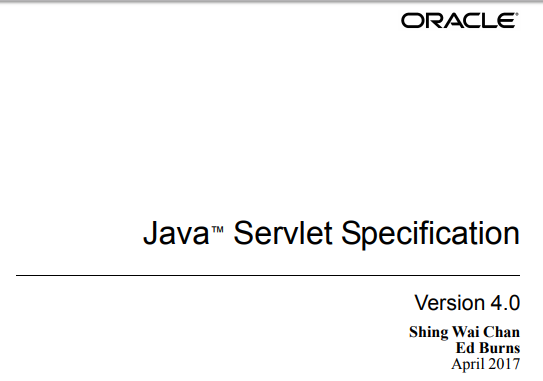 ORACLE®
Java™ Servlet Specification
Version 4.0
Shing Wai Chan
Ed Burns
April 2017